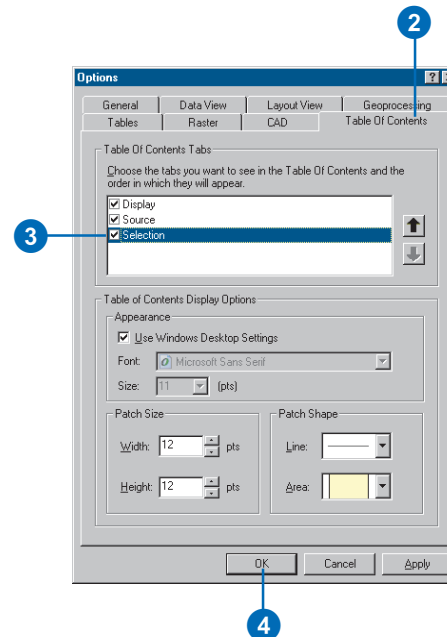 2
Options
General Data View Layout View Geoprocessing
Tables Raster CAD Table Of Contents
Table Of Contents Tabs
Choose the tabs you want to see in the Table Of Contents and the
order in which they will appear.
Display
Source
3
Selection
Table of Contents Display Options
Appearance
Use Windows Desktop Settings
Font: Microsoft Sans Serif
Size: 11 (pts)
Patch Size
Patch Shape
Width: 12 pts
Line:
Height: 12 pts
Area:
OK Cancel Apply
4